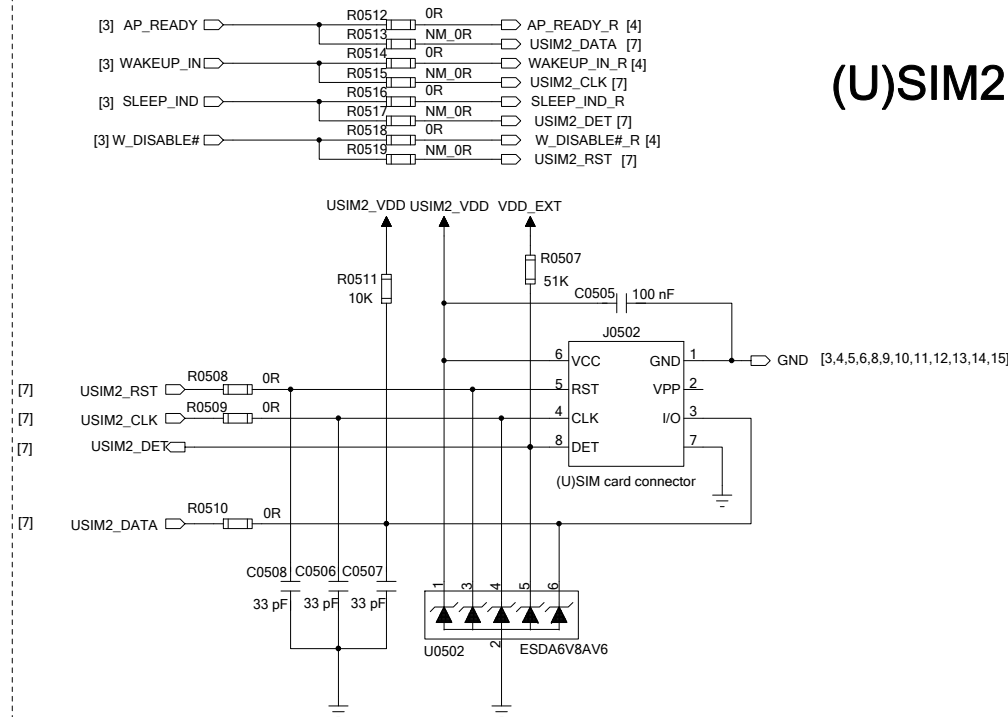 R0512 0R
[3] AP_READY AP_READY_R [4]
R0513 NM_0R
USIM2_DATA [7]
R0514 0R
[3] WAKEUP_IN WAKEUP_IN_R [4]
R0515 NM_0R
USIM2_CLK [7]
R0516 0R
[3] SLEEP_IND SLEEP_IND_R
R0517 NM_0R
USIM2_DET [7]
R0518 0R
[3] W_DISABLE# W_DISABLE#_R [4]
R0519 NM_0R
USIM2_RST [7]
(U)SIM2
USIM2_VDD USIM2_VDD VDD_EXT
R0511
10K
R0507
51K
C0505 100 nF
J0502
6 VCC GND 1 GND [3,4,5,6,8,9,10,11,12,13,14,15]
5 RST VPP 2
4 CLK I/O 3
8 DET 7
(U)SIM card connector
[7] USIM2_RST R0508 0R
[7] USIM2_CLK R0509 0R
[7] USIM2_DET
[7] USIM2_DATA R0510 0R
C0508 C0506 C0507
33 pF 33 pF 33 pF
1 3 4 5 6
2
U0502 ESDA6V8AV6